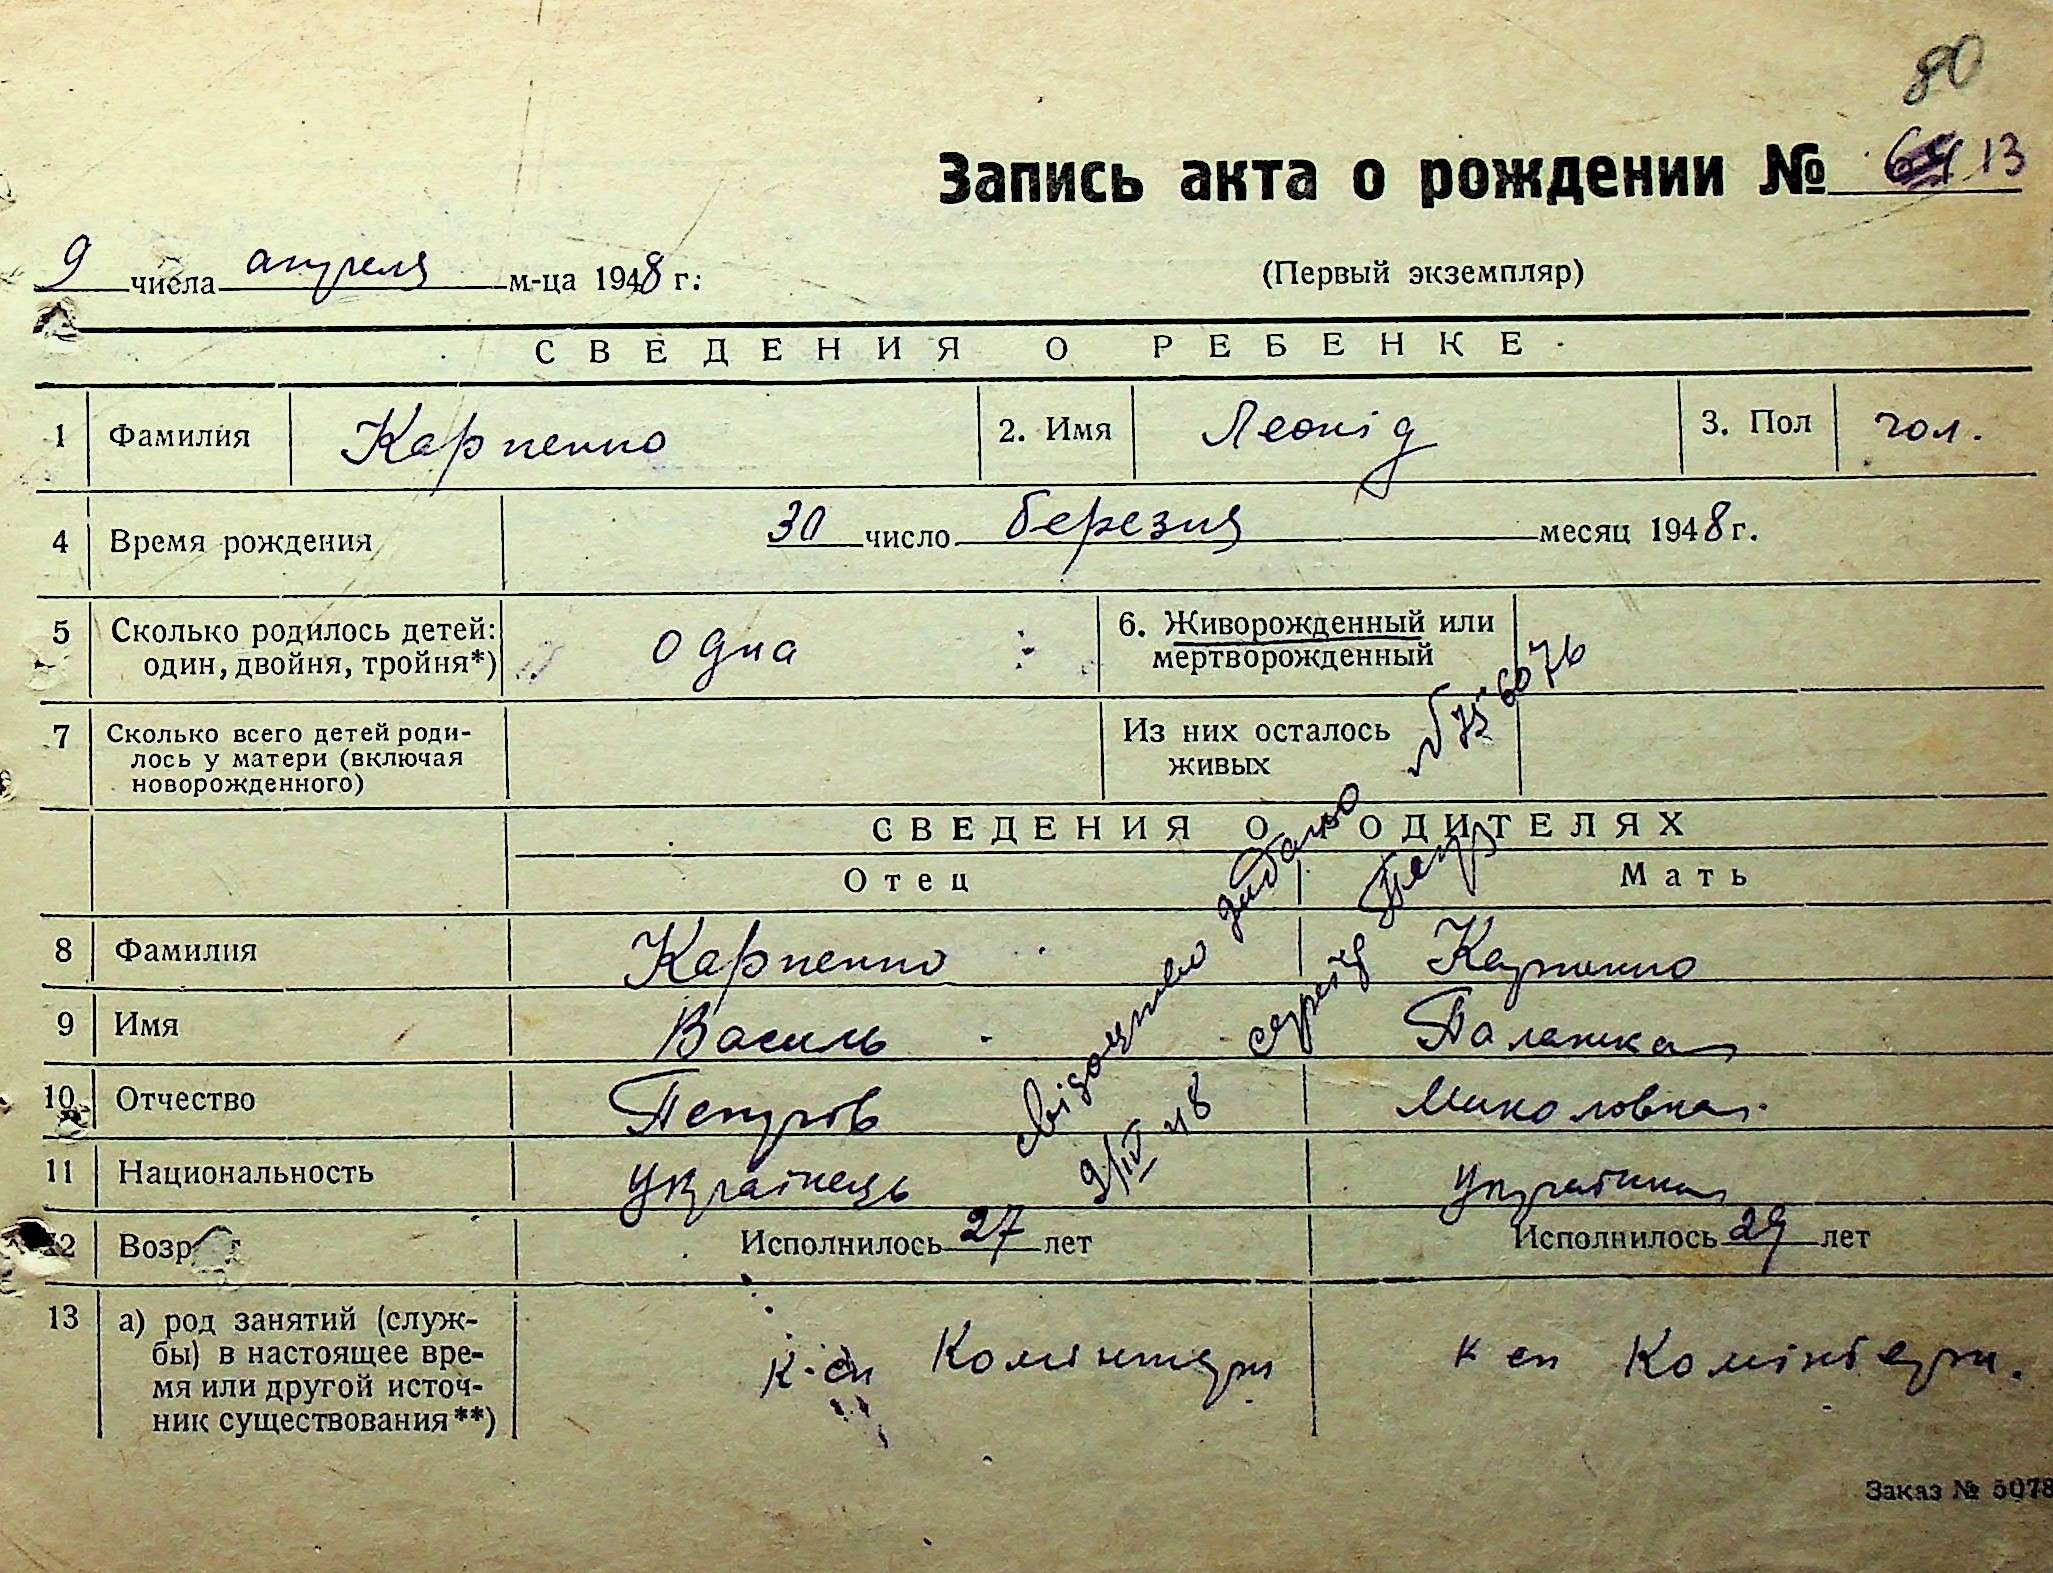 80
Запись акта о рождении № 13
9 числа апреля м-ца 1948 г:
(Первый экземпляр)
СВЕДЕНИЯ О РЕБЕНКЕ
1 Фамилия Карпенко 2. Имя Леонід 3. Пол чол.
4 Время рождения 30 число березня месяц 1948 г.
5 Сколько родилось детей: один, двойня, тройня*) одна 6. Живорожденный или мертворожденный
7 Сколько всего детей родилось у матери (включая новорожденного) Из них осталось живых
СВЕДЕНИЯ О РОДИТЕЛЯХ
Отец Мать
8 Фамилия Карпенко Карпенко
9 Имя Василь Палажка
10 Отчество Петров Миколовна
11 Национальность українець українка
12 Возраст Исполнилось 27 лет Исполнилось 29 лет
13 а) род занятий (службы) в настоящее время или другой источник существования**) к-сп Комінтерн к сп Комінтерн.
видано
9/IV 48
Заказ № 5078